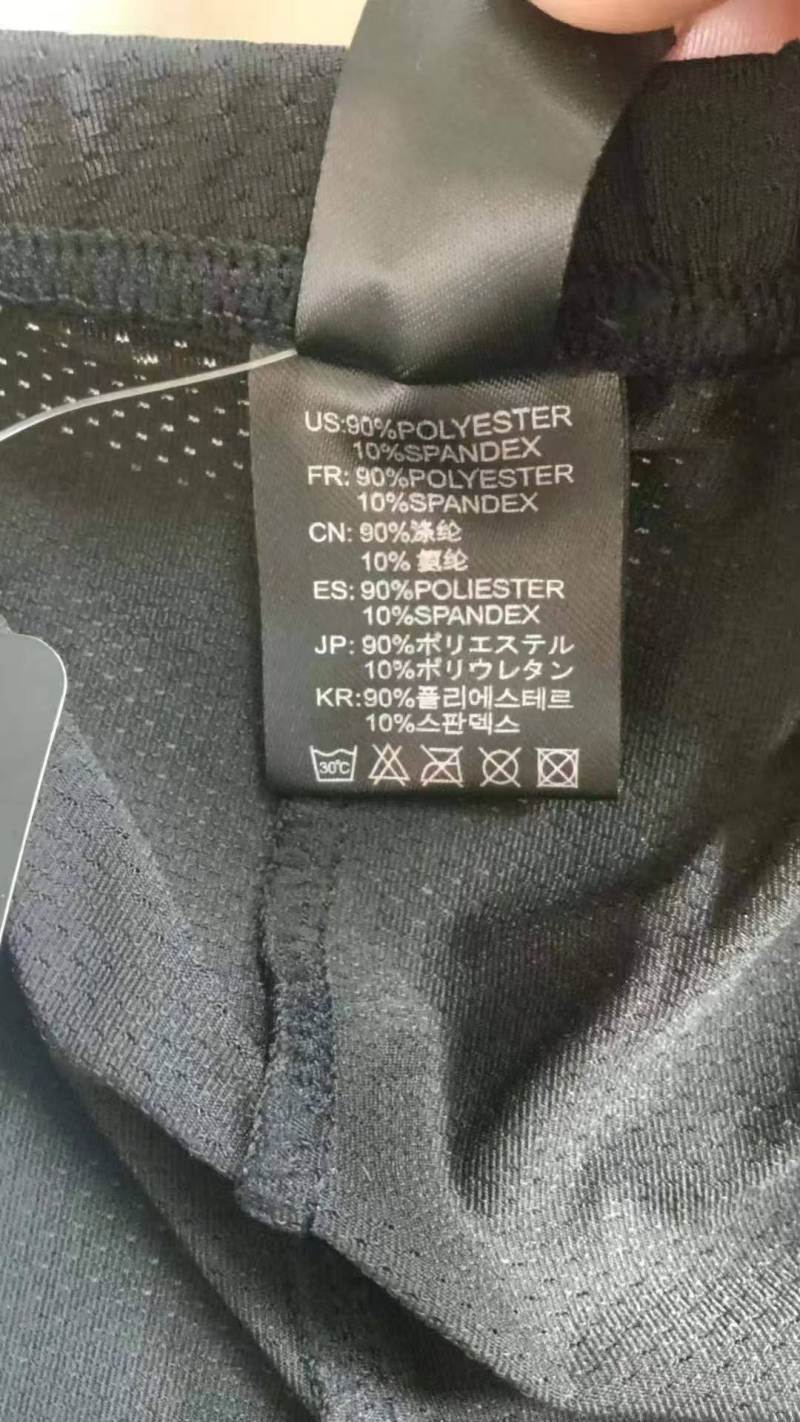 US:90%POLYESTER
10%SPANDEX
FR: 90%POLYESTER
10%SPANDEX
CN: 90%涤纶
10% 氨纶
ES: 90%POLIESTER
10%SPANDEX
JP: 90%ポリエステル
10%ポリウレタン
KR:90%폴리에스테르
10%스판덱스
30℃